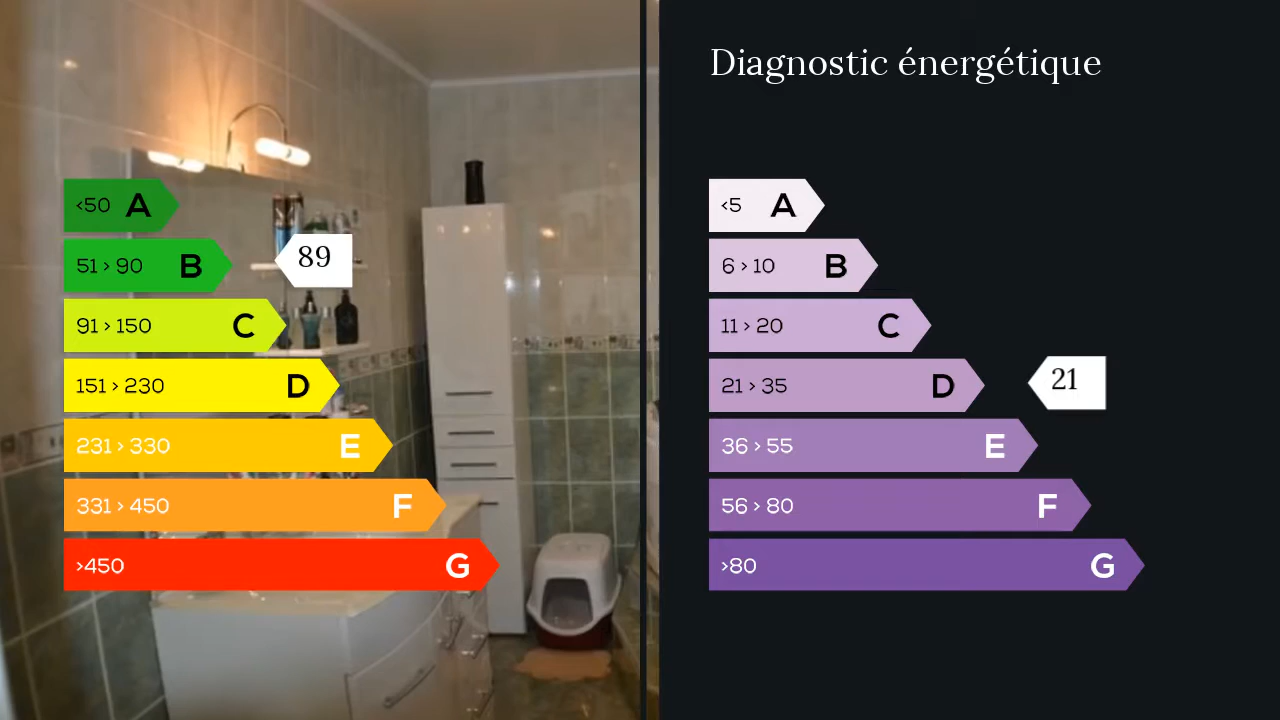 Diagnostic énergétique
<50 A
51 > 90 B
89
91 > 150 C
151 > 230 D
231 > 330 E
331 > 450 F
>450 G
<5 A
6 > 10 B
11 > 20 C
21 > 35 D
21
36 > 55 E
56 > 80 F
>80 G